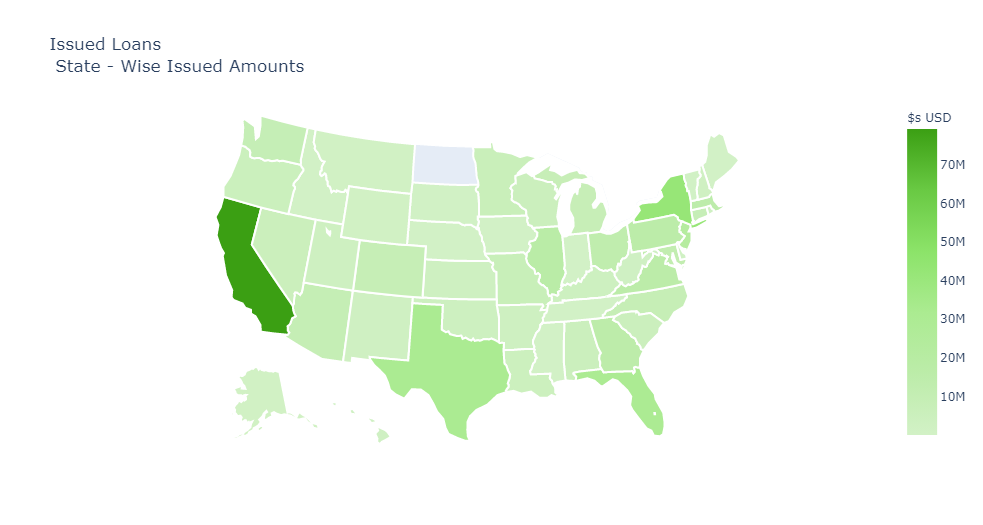 Issued Loans
State - Wise Issued Amounts
$s USD
70M
60M
50M
40M
30M
20M
10M